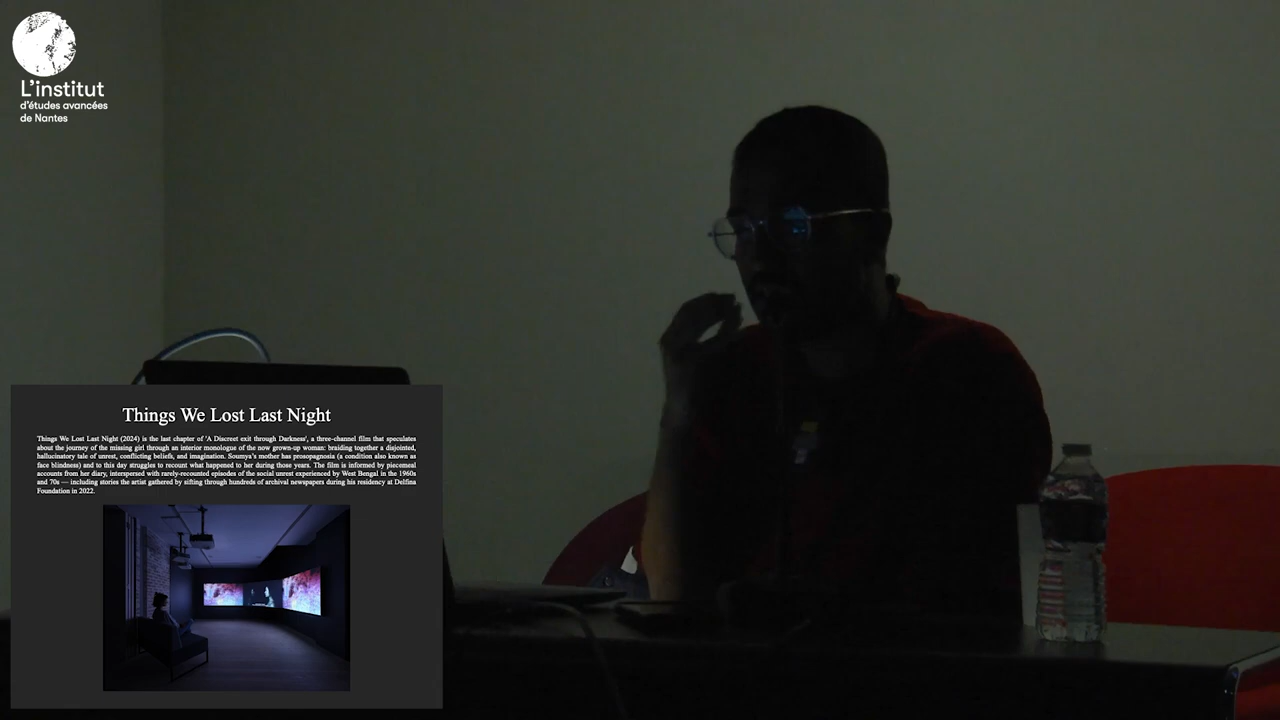 L'institut
d'études avancées
de Nantes
Things We Lost Last Night
Things We Lost Last Night (2024) is the last chapter of 'A Discreet exit through Darkness', a three-channel film that speculates
about the journey of the missing girl through an interior monologue of the now grown-up woman: braiding together a disjointed,
hallucinatory tale of unrest, conflicting beliefs, and imagination. Soumya's mother has prosopagnosia (a condition also known as
face blindness) and to this day struggles to recount what happened to her during those years. The film is informed by piecemeal
accounts from her diary, interspersed with rarely-recounted episodes of the social unrest experienced by West Bengal in the 1960s
and 70s — including stories the artist gathered by sifting through hundreds of archival newspapers during his residency at Delfina
Foundation in 2022.